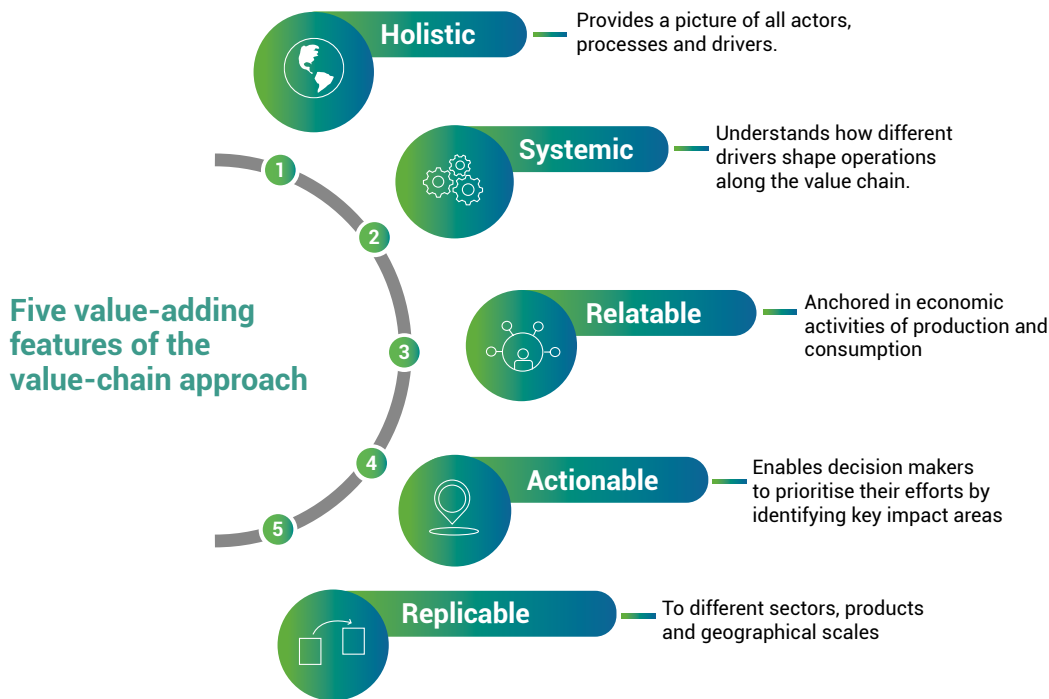 Five value-adding
features of the
value-chain approach
1
Holistic
Provides a picture of all actors,
processes and drivers.
2
Systemic
Understands how different
drivers shape operations
along the value chain.
3
Relatable
Anchored in economic
activities of production and
consumption
4
Actionable
Enables decision makers
to prioritise their efforts by
identifying key impact areas
5
Replicable
To different sectors, products
and geographical scales